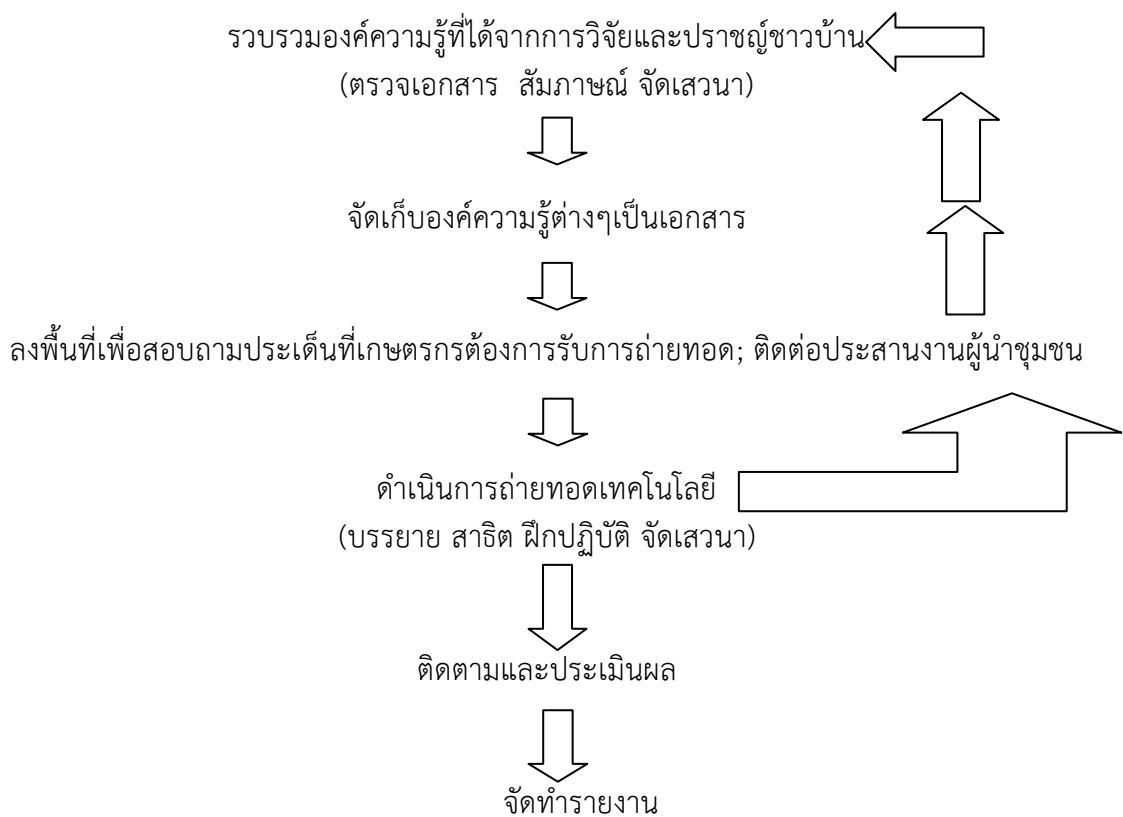 รวบรวมองค์ความรู้ที่ได้จากการวิจัยและปราชญ์ชาวบ้าน
(ตรวจเอกสาร  สัมภาษณ์ จัดเสวนา)
จัดเก็บองค์ความรู้ต่างๆเป็นเอกสาร
ลงพื้นที่เพื่อสอบถามประเด็นที่เกษตรกรต้องการรับการถ่ายทอด; ติดต่อประสานงานผู้นำชุมชน
ดำเนินการถ่ายทอดเทคโนโลยี
(บรรยาย สาธิต ฝึกปฏิบัติ จัดเสวนา)
ติดตามและประเมินผล
จัดทำรายงาน